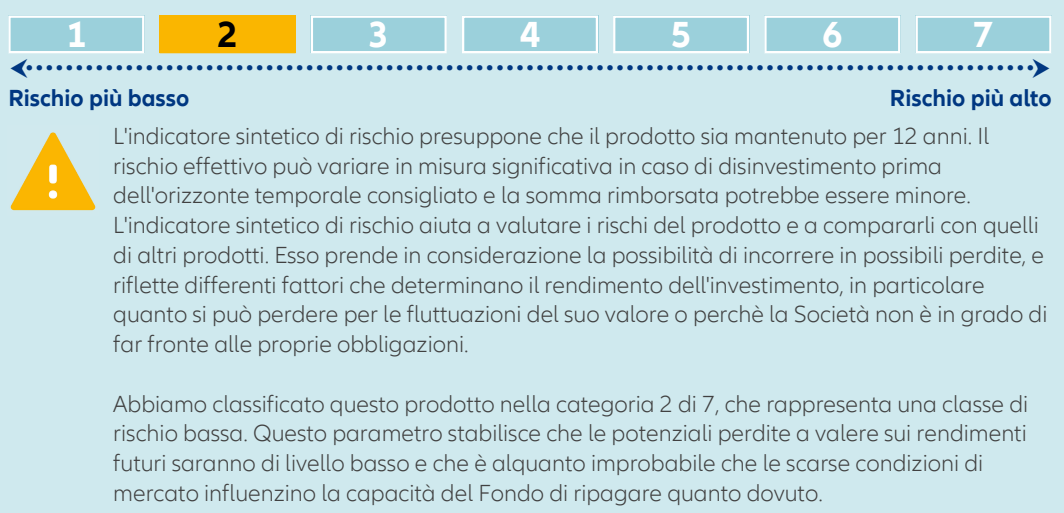 1 2 3 4 5 6 7
Rischio più basso Rischio più alto
L'indicatore sintetico di rischio presuppone che il prodotto sia mantenuto per 12 anni. Il
rischio effettivo può variare in misura significativa in caso di disinvestimento prima
dell'orizzonte temporale consigliato e la somma rimborsata potrebbe essere minore.
L'indicatore sintetico di rischio aiuta a valutare i rischi del prodotto e a compararli con quelli
di altri prodotti. Esso prende in considerazione la possibilità di incorrere in possibili perdite, e
riflette differenti fattori che determinano il rendimento dell'investimento, in particolare
quanto si può perdere per le fluttuazioni del suo valore o perchè la Società non è in grado di
far fronte alle proprie obbligazioni.
Abbiamo classificato questo prodotto nella categoria 2 di 7, che rappresenta una classe di
rischio bassa. Questo parametro stabilisce che le potenziali perdite a valere sui rendimenti
futuri saranno di livello basso e che è alquanto improbabile che le scarse condizioni di
mercato influenzino la capacità del Fondo di ripagare quanto dovuto.